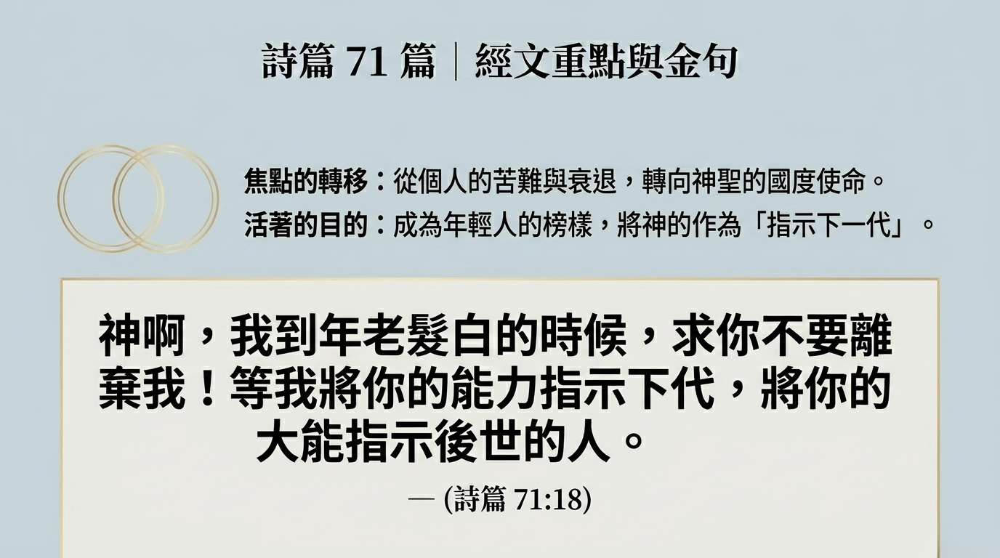 詩篇 71 篇｜經文重點與金句
焦點的轉移：從個人的苦難與衰退，轉向神聖的國度使命。
活著的目的：成為年輕人的榜樣，將神的作為「指示下一代」。
神啊，我到年老髮白的時候，求你不要離
棄我！等我將你的能力指示下代，將你的
大能指示後世的人。
— (詩篇 71:18)